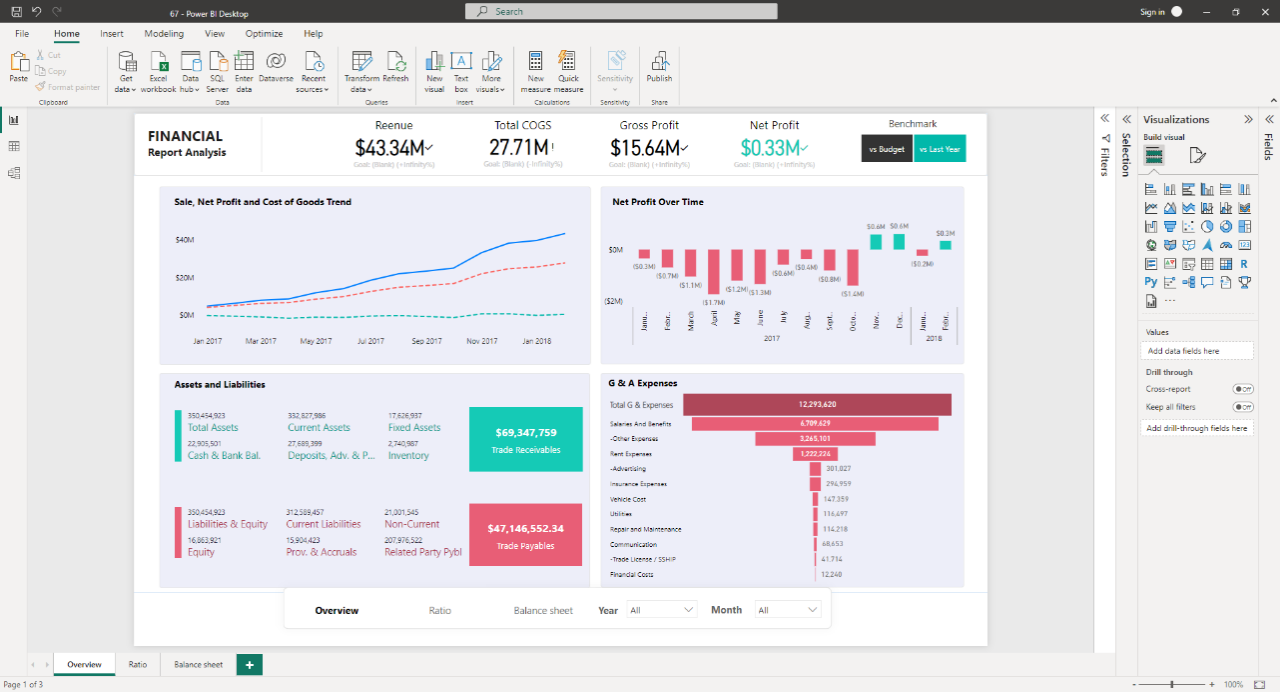 67 - Power BI Desktop
Search
Sign in
File Home Insert Modeling View Optimize Help
Paste
Cut
Copy
Format painter
Clipboard
Get data
Excel workbook
Data hub
SQL Server
Enter data
Dataverse
Recent sources
Data
Transform data
Refresh
Queries
New visual
Text box
More visuals
Insert
New measure
Quick measure
Calculations
Sensitivity
Sensitivity
Publish
Share
FINANCIAL
Report Analysis
Reenue
$43.34M
Goal: (Blank) (+Infinity%)
Total COGS
27.71M!
Goal: (Blank) (-Infinity%)
Gross Profit
$15.64M
Goal: (Blank) (+Infinity%)
Net Profit
$0.33M
Goal: (Blank) (+Infinity%)
Benchmark
vs Budget
vs Last Year
Sale, Net Profit and Cost of Goods Trend
$40M
$20M
$0M
Jan 2017 Mar 2017 May 2017 Jul 2017 Sep 2017 Nov 2017 Jan 2018
Net Profit Over Time
$0M
($2M)
($0.3M)
($0.7M)
($1.1M)
($1.7M)
($1.2M)
($1.3M)
($0.6M)
($0.4M)
($0.8M)
($1.4M)
$0.6M
$0.6M
($0.2M)
$0.3M
Janu... Febr... March April May June July Aug... Sept... Octo... Nov... Dec... Janu... Febr...
2017 2018
Assets and Liabilities
350,454,923 332,827,986 17,626,937
Total Assets Current Assets Fixed Assets
22,905,501 27,689,399 2,740,987
Cash & Bank Bal. Deposits, Adv. & P... Inventory
$69,347,759
Trade Receivables
350,454,923 312,589,457 21,001,545
Liabilities & Equity Current Liabilities Non-Current
16,863,921 15,904,423 207,976,522
Equity Prov. & Accruals Related Party Pybl
$47,146,552.34
Trade Payables
G & A Expenses
Total G & Expenses 12,293,620
Salaries And Benefits 6,709,629
-Other Expenses 3,265,101
Rent Expenses 1,222,224
-Advertising 301,027
Insurance Expenses 294,959
Vehicle Cost 147,359
Utilities 116,697
Repair and Maintenance 114,218
Communication 68,653
-Trade License / SSHIP 41,714
Financial Costs 12,240
Overview Ratio Balance sheet Year All Month All
Filters
Selection
Visualizations
Build visual
123
R
Py
...
Values
Add data fields here
Drill through
Cross-report Off
Keep all filters Off
Add drill-through fields here
Fields
Overview Ratio Balance sheet +
Page 1 of 3
- + 100%